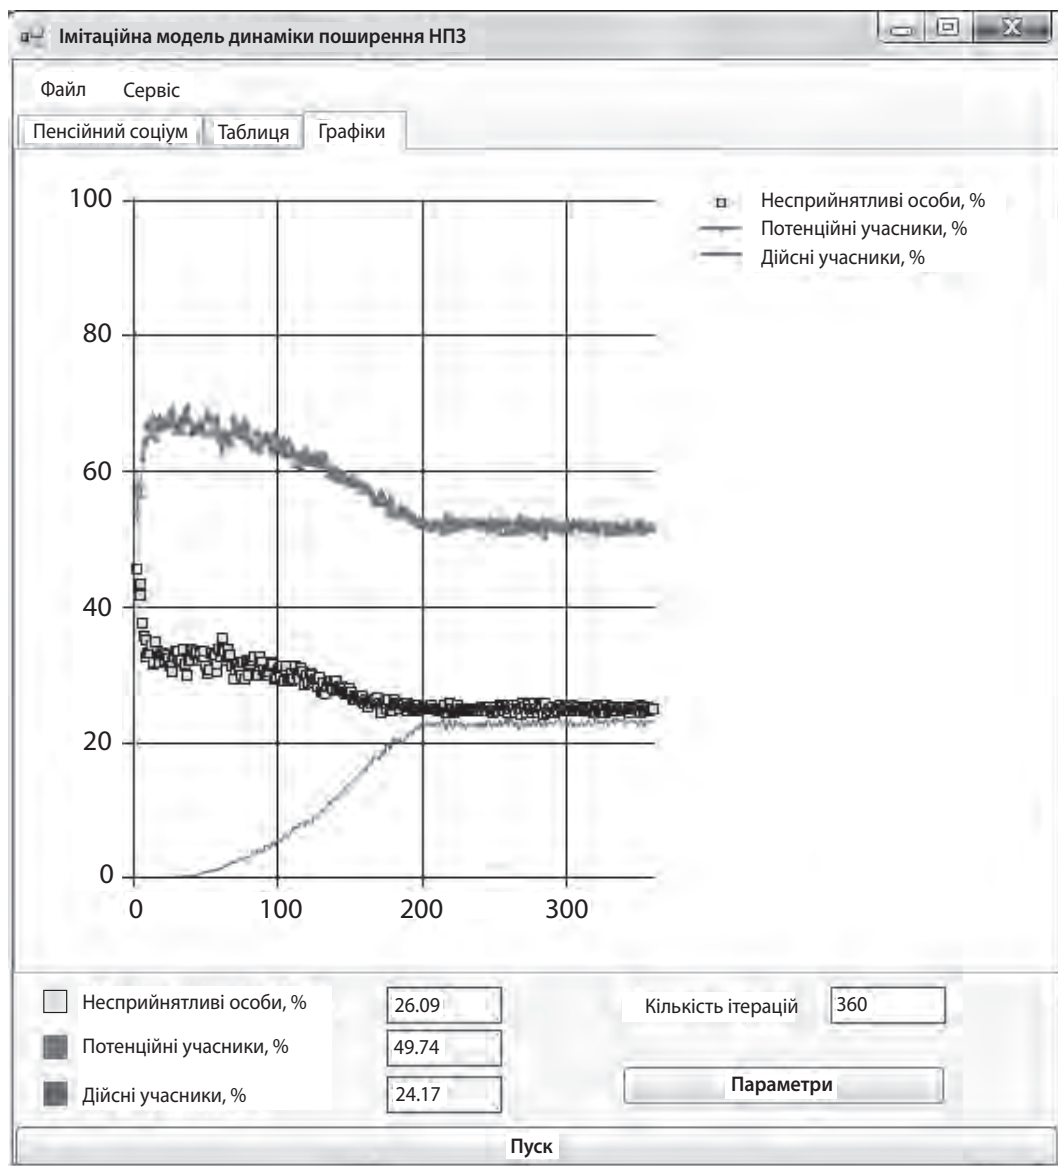 Імітаційна модель динаміки поширення НПЗ
Файл Сервіс
Пенсійний соціум Таблиця Графіки
100
80
60
40
20
0
0 100 200 300
Несприйнятливі особи, %
Потенційні учасники, %
Дійсні учасники, %
Несприйнятливі особи, % 26.09
Потенційні учасники, % 49.74
Дійсні учасники, % 24.17
Кількість ітерацій 360
Параметри
Пуск